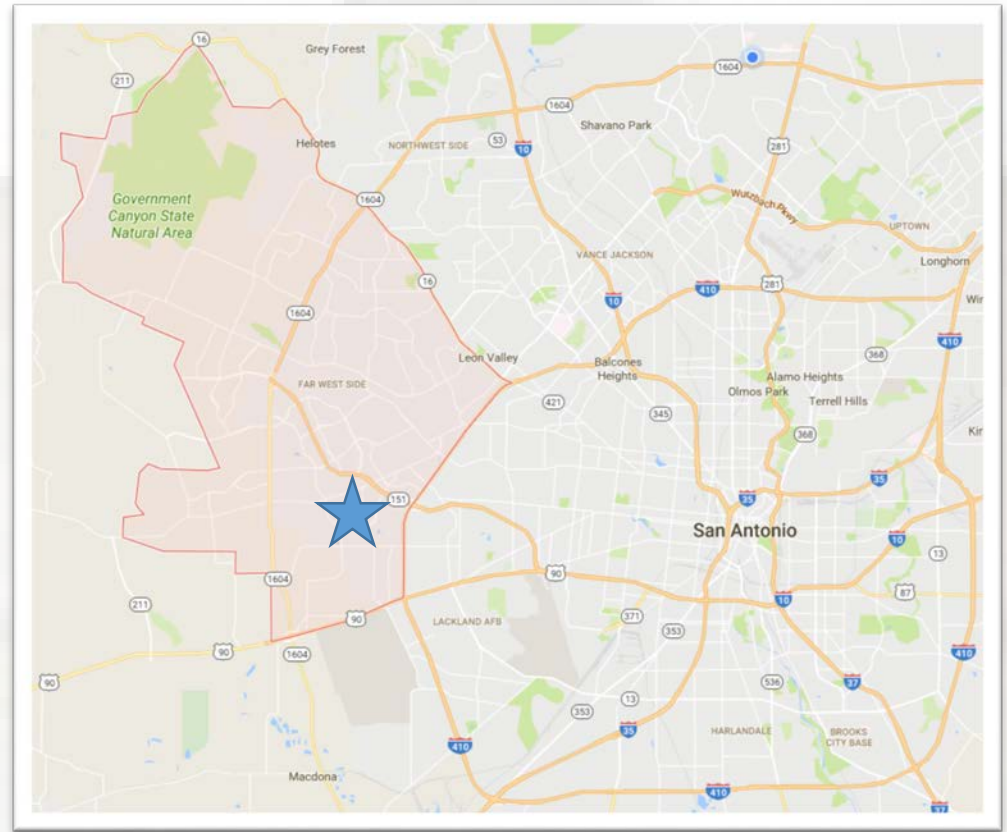 16
Grey Forest
211
1604
1604
Shavano Park
Helotes
NORTHWEST SIDE
53
10
281
Government
Canyon State
Natural Area
1604
Wurzbach Pkwy
UPTOWN
VANCE JACKSON
Longhorn
16
410
281
10
Wir
1604
410
Leon Valley
368
Balcones
Heights
Alamo Heights
FAR WEST SIDE
Olmos Park
Terrell Hills
421
345
368
Kir
35
151
35
San Antonio
10
13
1604
90
87
10
211
90
371
LACKLAND AFB
353
90
1604
410
90
536
37
13
353
35
HARLANDALE
BROOKS
CITY BASE
410
Macdona
410
37